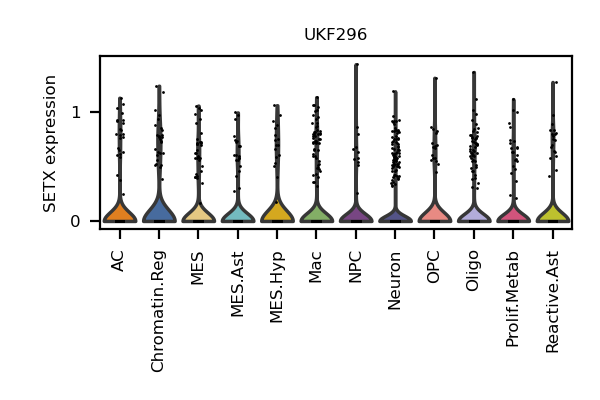 UKF296
SETX expression
1
0
AC
Chromatin.Reg
MES
MES.Ast
MES.Hyp
Mac
NPC
Neuron
OPC
Oligo
Prolif.Metab
Reactive.Ast